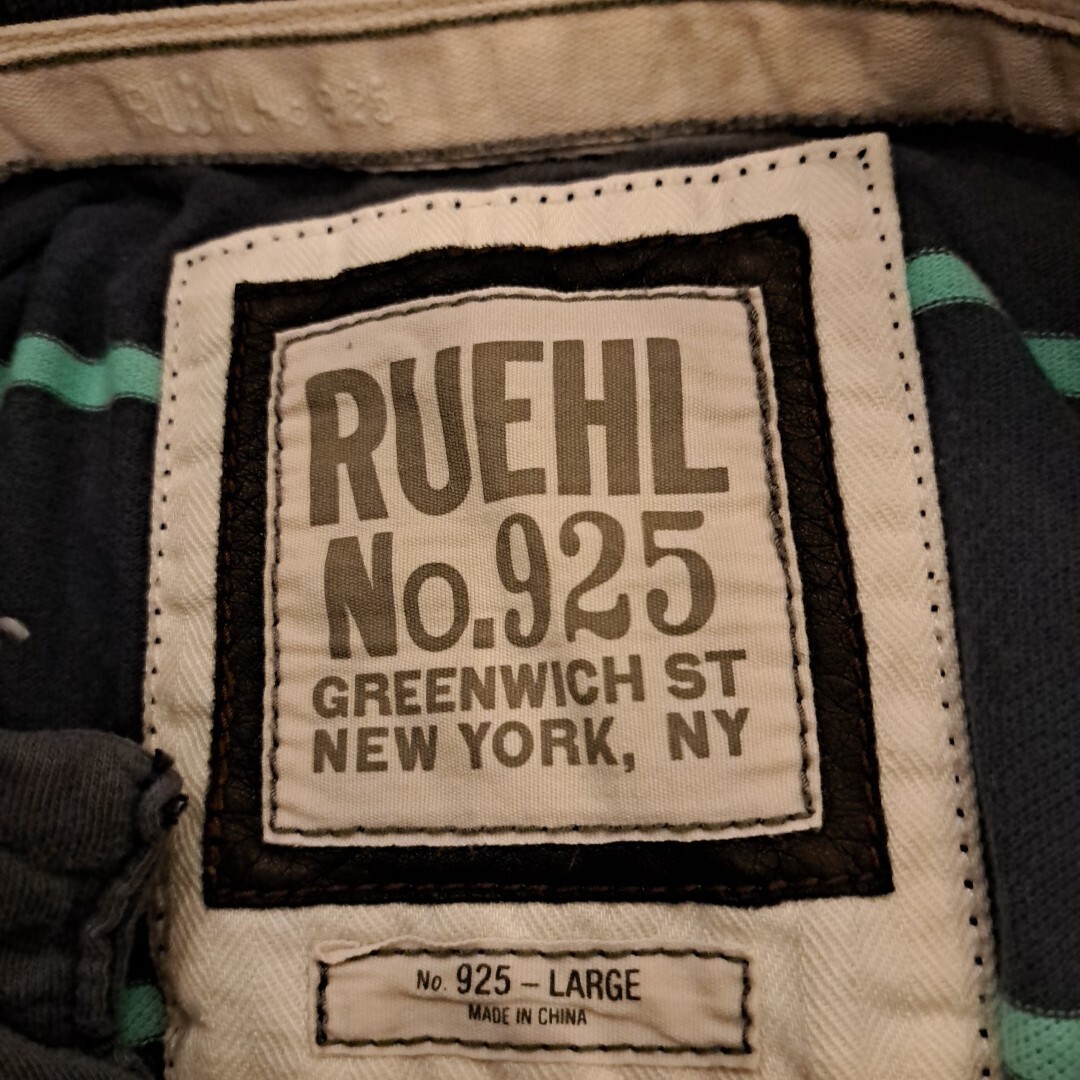 RUEHL
No. 925
GREENWICH ST
NEW YORK, NY
No. 925 – LARGE
MADE IN CHINA